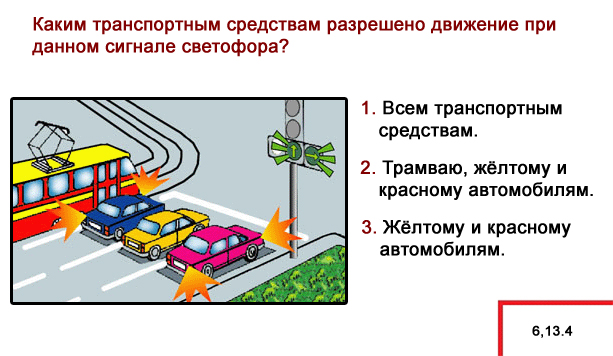 Каким транспортным средствам разрешено движение при
данном сигнале светофора?
1. Всем транспортным
средствам.
2. Трамваю, жёлтому и
красному автомобилям.
3. Жёлтому и красному
автомобилям.
6,13.4